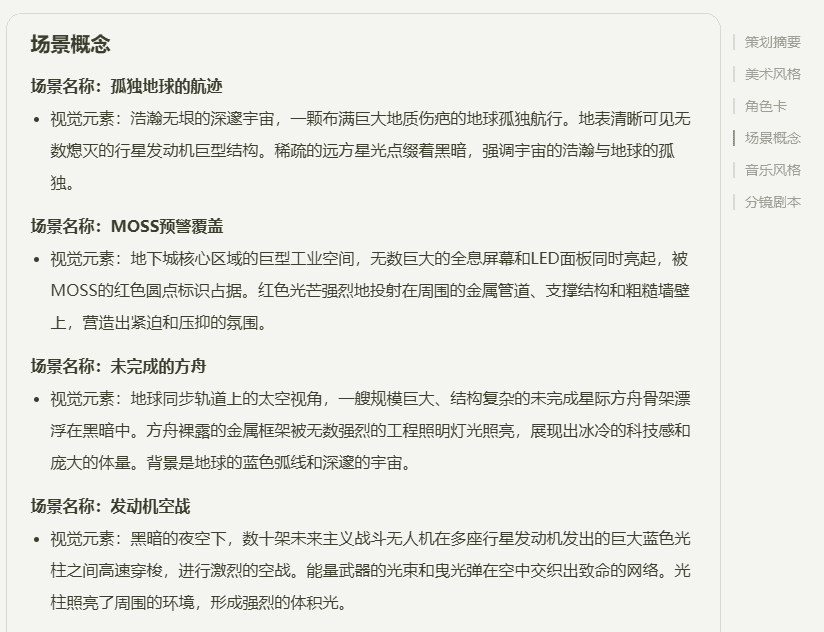 场景概念
场景名称：孤独地球的航迹
• 视觉元素：浩瀚无垠的深邃宇宙，一颗布满巨大地质伤疤的地球孤独航行。地表清晰可见无
数熄灭的行星发动机巨型结构。稀疏的远方星光点缀着黑暗，强调宇宙的浩瀚与地球的孤
独。
场景名称：MOSS预警覆盖
• 视觉元素：地下城核心区域的巨型工业空间，无数巨大的全息屏幕和LED面板同时亮起，被
MOSS的红色圆点标识占据。红色光芒强烈地投射在周围的金属管道、支撑结构和粗糙墙壁
上，营造出紧迫和压抑的氛围。
场景名称：未完成的方舟
• 视觉元素：地球同步轨道上的太空视角，一艘规模巨大、结构复杂的未完成星际方舟骨架漂
浮在黑暗中。方舟裸露的金属框架被无数强烈的工程照明灯光照亮，展现出冰冷的科技感和
庞大的体量。背景是地球的蓝色弧线和深邃的宇宙。
场景名称：发动机空战
• 视觉元素：黑暗的夜空下，数十架未来主义战斗无人机在多座行星发动机发出的巨大蓝色光
柱之间高速穿梭，进行激烈的空战。能量武器的光束和曳光弹在空中交织出致命的网络。光
柱照亮了周围的环境，形成强烈的体积光。
策划摘要
美术风格
角色卡
场景概念
音乐风格
分镜剧本